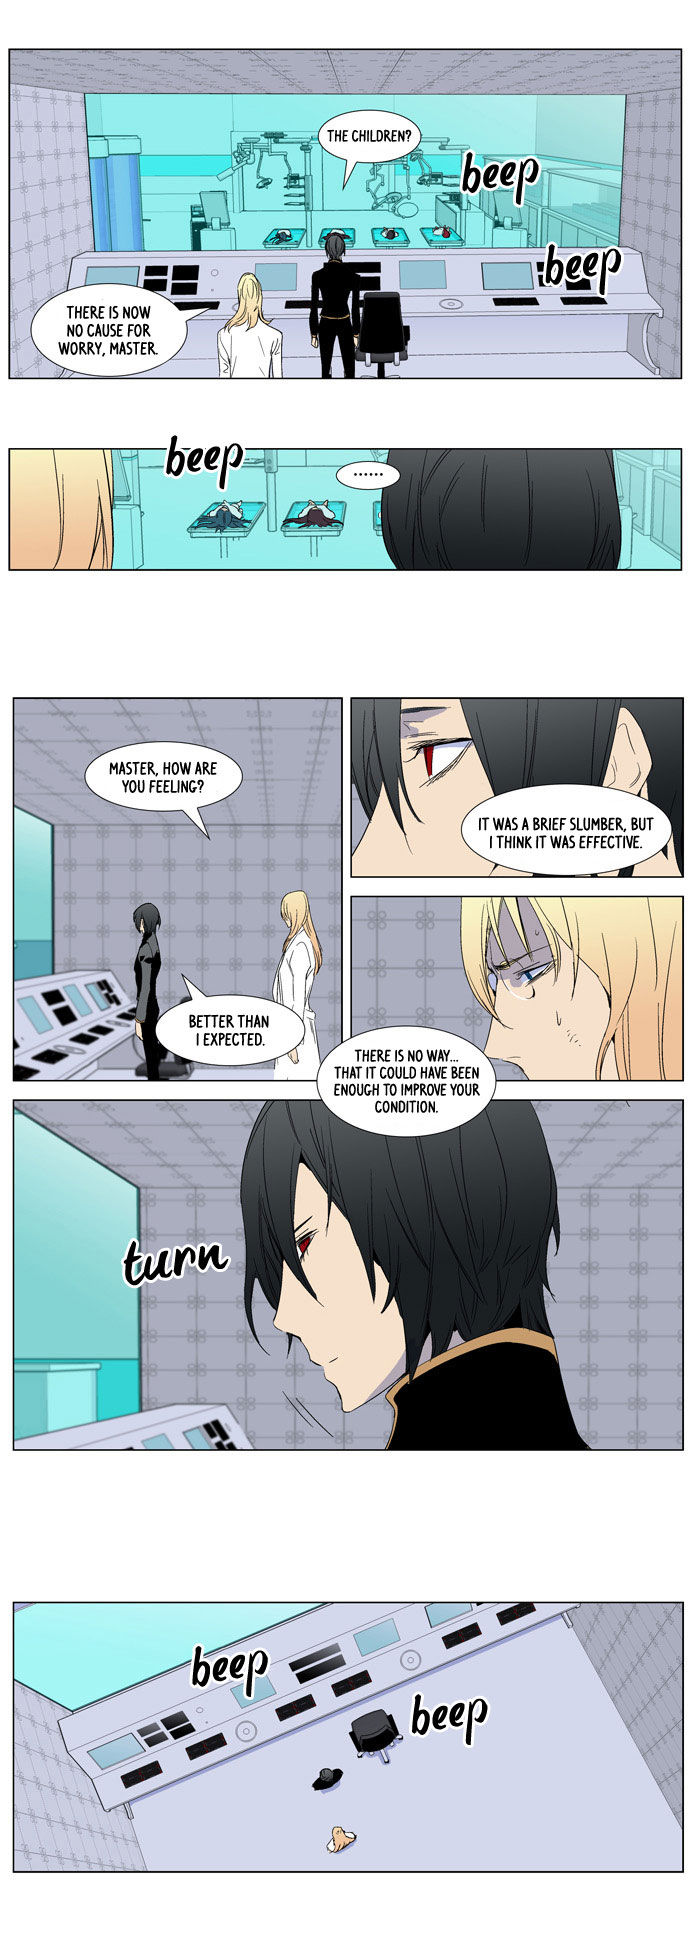 THE CHILDREN?
beep
beep
THERE IS NOW
NO CAUSE FOR
WORRY, MASTER.
beep
......
MASTER, HOW ARE
YOU FEELING?
IT WAS A BRIEF SLUMBER, BUT
I THINK IT WAS EFFECTIVE.
BETTER THAN
I EXPECTED.
THERE IS NO WAY...
THAT IT COULD HAVE BEEN
ENOUGH TO IMPROVE YOUR
CONDITION.
turn
beep
beep